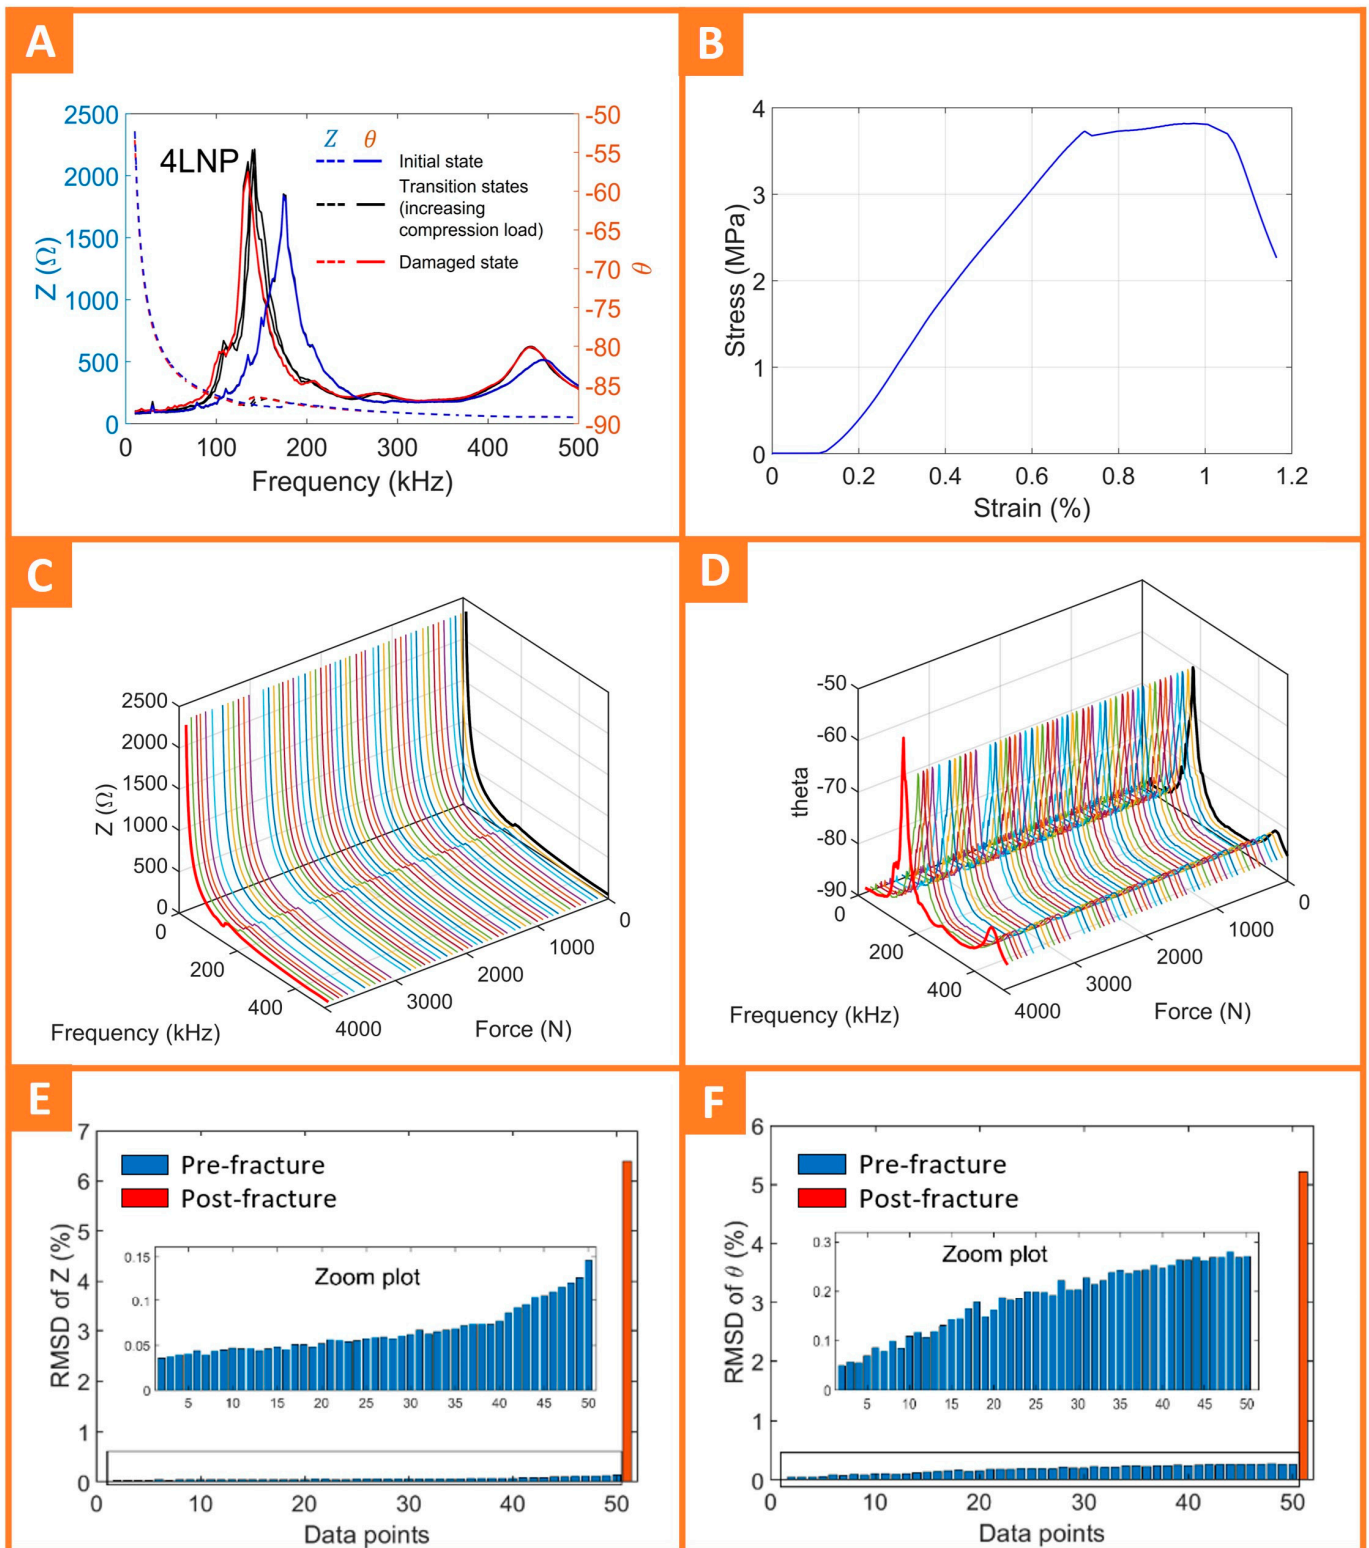 A
2500
2000
1500
1000
500
0
Z (Ω)
4LNP
Z θ
Initial state
Transition states
(increasing
compression load)
Damaged state
-50
-55
-60
-65
-70
-75
-80
-85
-90
θ
0 100 200 300 400 500
Frequency (kHz)
B
4
3
2
1
0
Stress (MPa)
0.2 0.4 0.6 0.8 1 1.2
Strain (%)
C
2500
2000
1500
1000
500
0
Z (Ω)
0
200
400
Frequency (kHz)
0
1000
2000
3000
4000
Force (N)
D
-50
-60
-70
-80
-90
theta
0
200
400
Frequency (kHz)
0
1000
2000
3000
4000
Force (N)
E
7
6
5
4
3
2
1
0
RMSD of Z (%)
Pre-fracture
Post-fracture
Zoom plot
0.15
0.1
0.05
0
5 10 15 20 25 30 35 40 45 50
0 10 20 30 40 50
Data points
F
6
5
4
3
2
1
0
RMSD of θ (%)
Pre-fracture
Post-fracture
Zoom plot
0.3
0.2
0.1
0
5 10 15 20 25 30 35 40 45 50
0 10 20 30 40 50
Data points